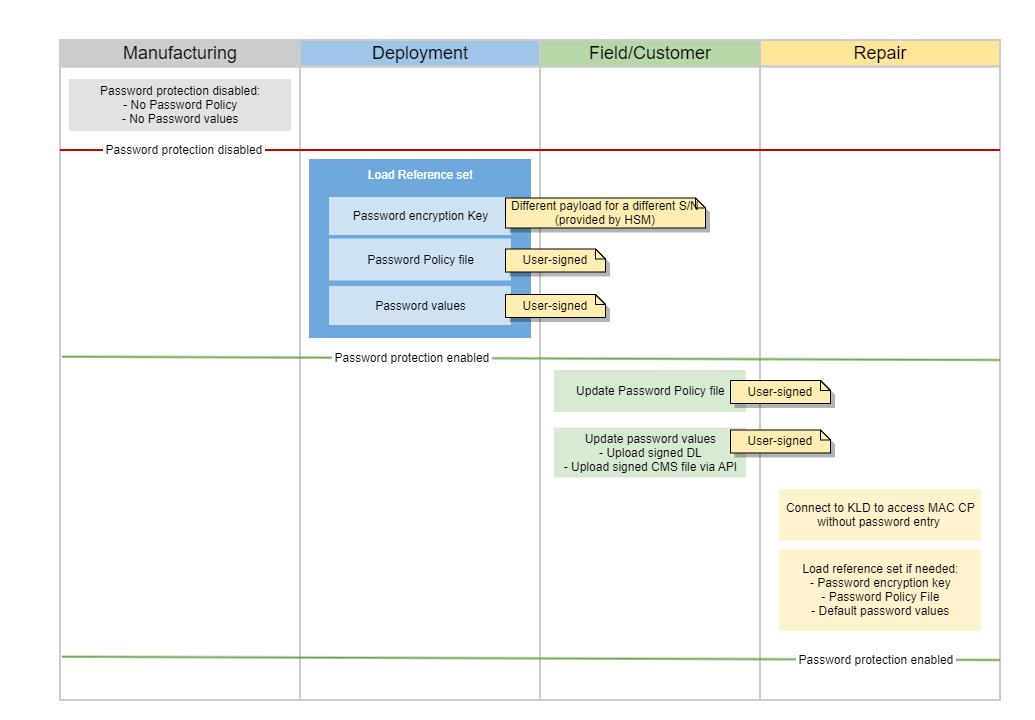 Manufacturing
Deployment
Field/Customer
Repair
Password protection disabled:
- No Password Policy
- No Password values
Password protection disabled
Load Reference set
Password encryption Key
Different payload for a different S/N
(provided by HSM)
Password Policy file
User-signed
Password values
User-signed
Password protection enabled
Update Password Policy file
User-signed
Update password values
- Upload signed DL
- Upload signed CMS file via API
User-signed
Connect to KLD to access MAC CP
without password entry
Load reference set if needed:
- Password encryption key
- Password Policy File
- Default password values
Password protection enabled